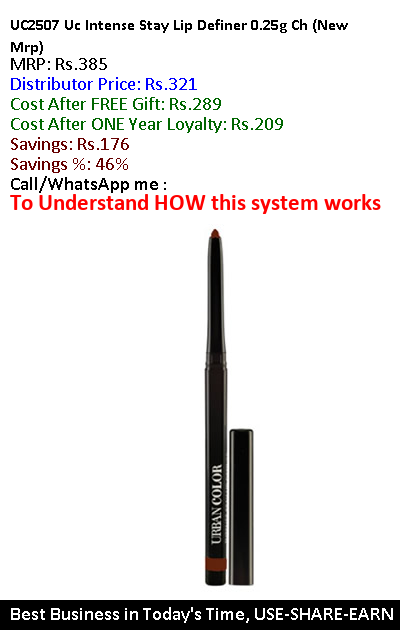 UC2507 Uc Intense Stay Lip Definer 0.25g Ch (New
Mrp)
MRP: Rs.385
Distributor Price: Rs.321
Cost After FREE Gift: Rs.289
Cost After ONE Year Loyalty: Rs.209
Savings: Rs.176
Savings %: 46%
Call/WhatsApp me :
To Understand HOW this system works
URBAN COLOR
Best Business in Today's Time, USE-SHARE-EARN